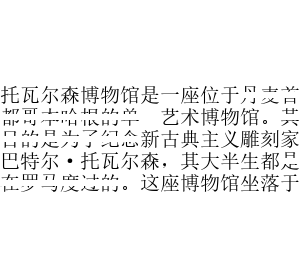 托瓦尔森博物馆是一座位于丹麦首
都哥本哈根的单 艺术博物馆。其
目的是为了纪念新古典主义雕刻家
巴特尔·托瓦尔森，其大半生都是
在罗马度过的。这座博物馆坐落于